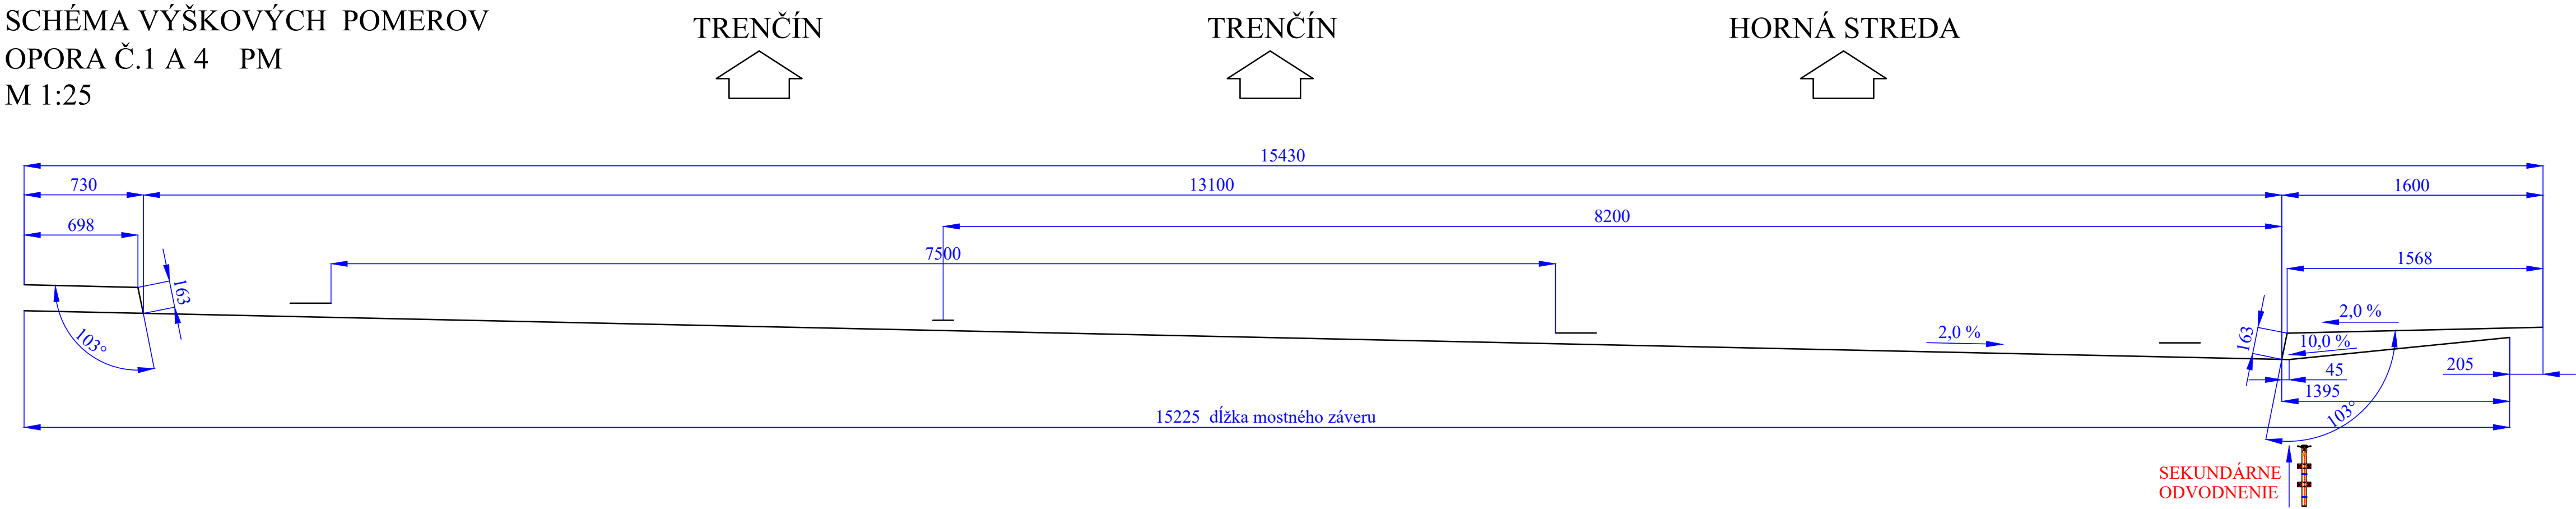 SCHÉMA VÝŠKOVÝCH POMEROV
OPORA Č.1 A 4 PM
M 1:25
TRENČÍN
TRENČÍN
HORNÁ STREDA
15430
730
13100
1600
698
8200
7500
1568
163
103°
2,0 %
2,0 %
163
10,0 %
45
205
1395
103°
15225 dĺžka mostného záveru
SEKUNDÁRNE
ODVODNENIE